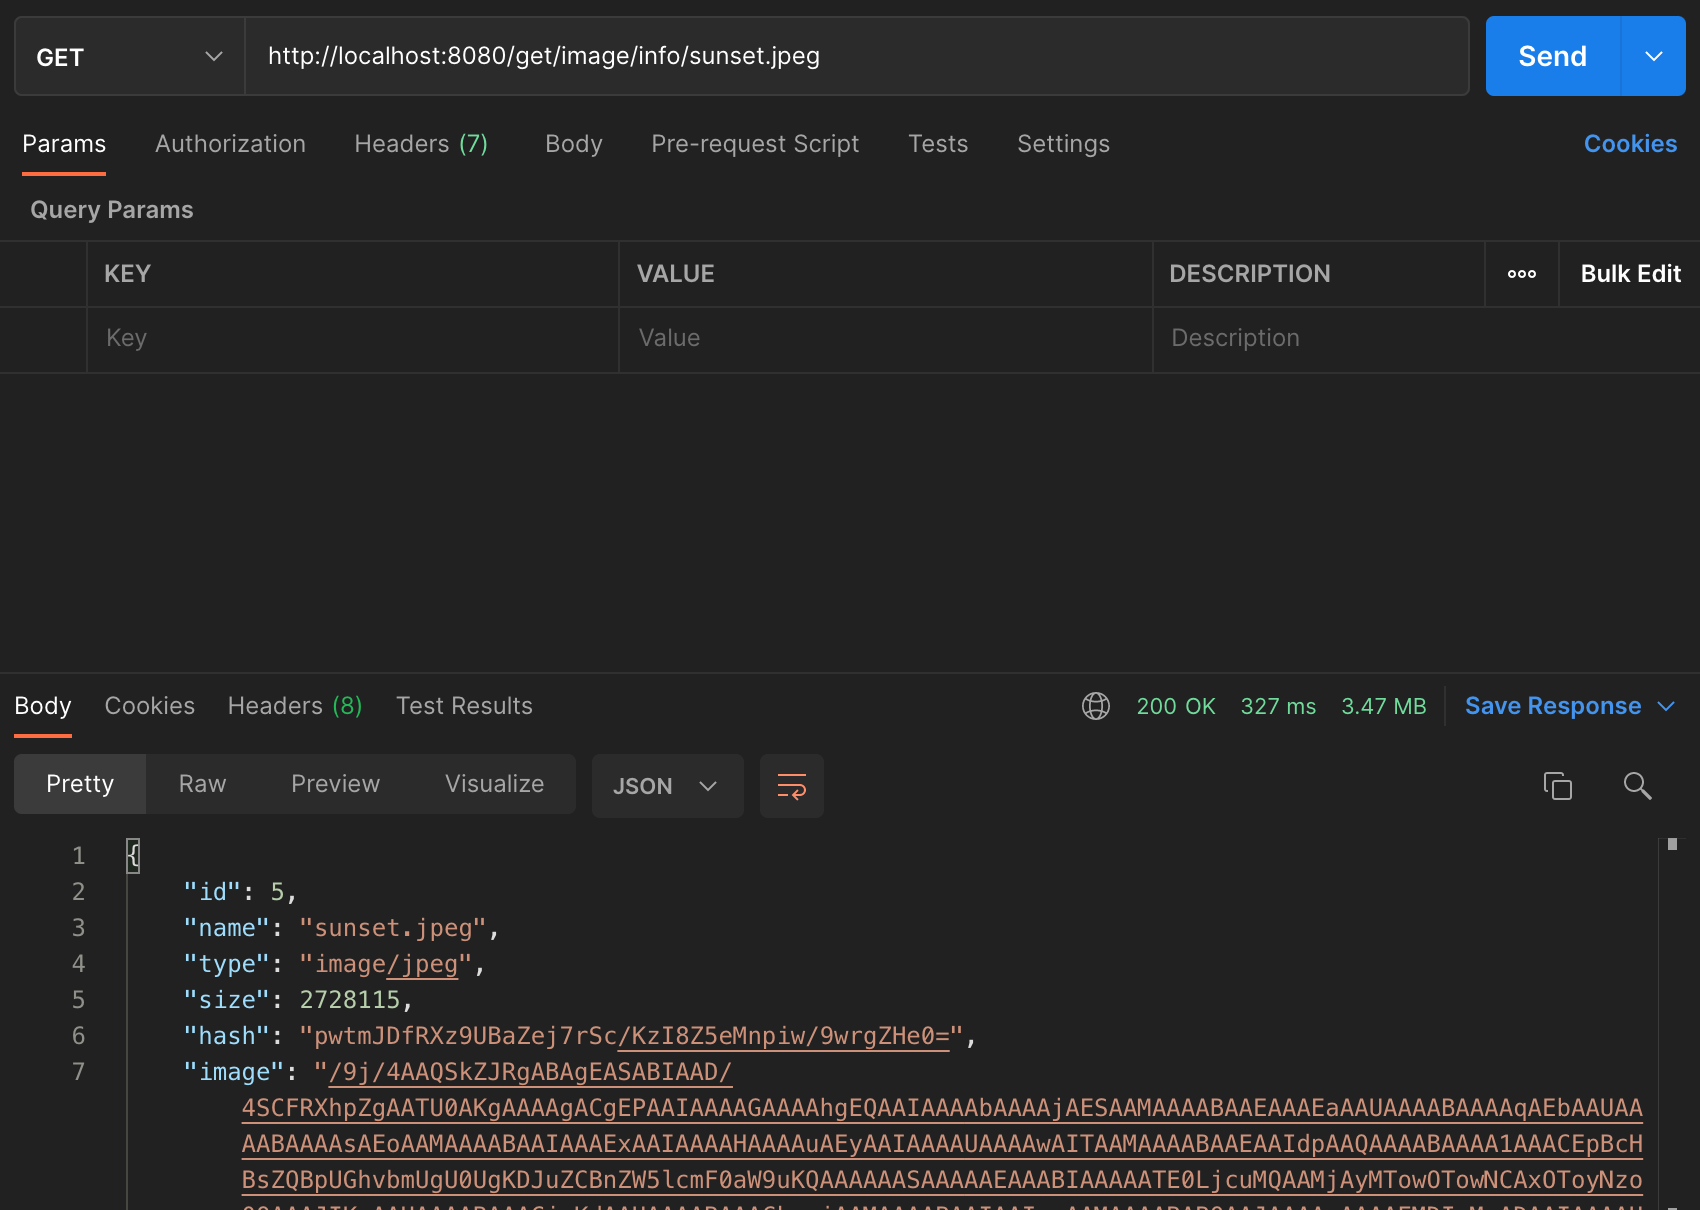 GET
http://localhost:8080/get/image/info/sunset.jpeg
Send
Params Authorization Headers (7) Body Pre-request Script Tests Settings Cookies
Query Params
KEY VALUE DESCRIPTION ooo Bulk Edit
Key Value Description
Body Cookies Headers (8) Test Results 200 OK 327 ms 3.47 MB Save Response
Pretty Raw Preview Visualize JSON
1 {
2 "id": 5,
3 "name": "sunset.jpeg",
4 "type": "image/jpeg",
5 "size": 2728115,
6 "hash": "pwtmJDfRXz9UBaZej7rSc/KzI8Z5eMnpiw/9wrgZHe0=",
7 "image": "/9j/4AAQSkZJRgABAgEASABIAAD/
4SCFRXhpZgAATU0AKgAAAAgACgEPAAIAAAAGAAAAhgEQAAIAAAAbAAAAjAESAAMAAAABAAEAAAEaAAUAAAABAAAAqAEbAAUAA
AABAAAAsAEoAAMAAAABAAIAAAExAAIAAAAHAAAAuAEyAAIAAAAUAAAAwAITAAMAAAABAAEAAIdpAAQAAAABAAAA1AAACEpBcH
BsZQBpUGhvbmUgU0UgKDJuZCBnZW5lcmF0aW9uKQAAAAAASAAAAAEAAABIAAAAATE0LjcuMQAAMjAyMTowOTowNCAxOToyNzo